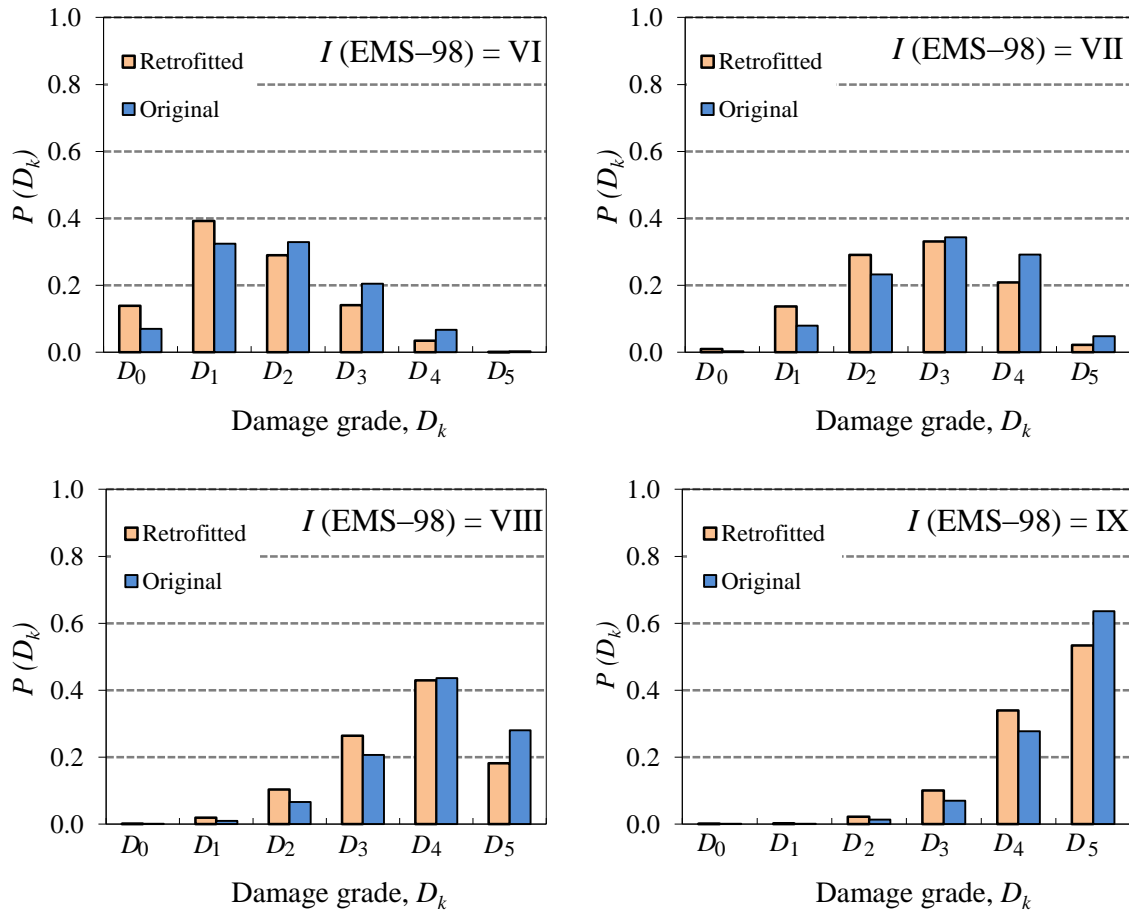 I (EMS–98) = VI
Retrofitted
Original
1.0
0.8
0.6
0.4
0.2
0.0
P (Dk)
D0 D1 D2 D3 D4 D5
Damage grade, Dk
I (EMS–98) = VII
Retrofitted
Original
1.0
0.8
0.6
0.4
0.2
0.0
P (Dk)
D0 D1 D2 D3 D4 D5
Damage grade, Dk
I (EMS–98) = VIII
Retrofitted
Original
1.0
0.8
0.6
0.4
0.2
0.0
P (Dk)
D0 D1 D2 D3 D4 D5
Damage grade, Dk
I (EMS–98) = IX
Retrofitted
Original
1.0
0.8
0.6
0.4
0.2
0.0
P (Dk)
D0 D1 D2 D3 D4 D5
Damage grade, Dk